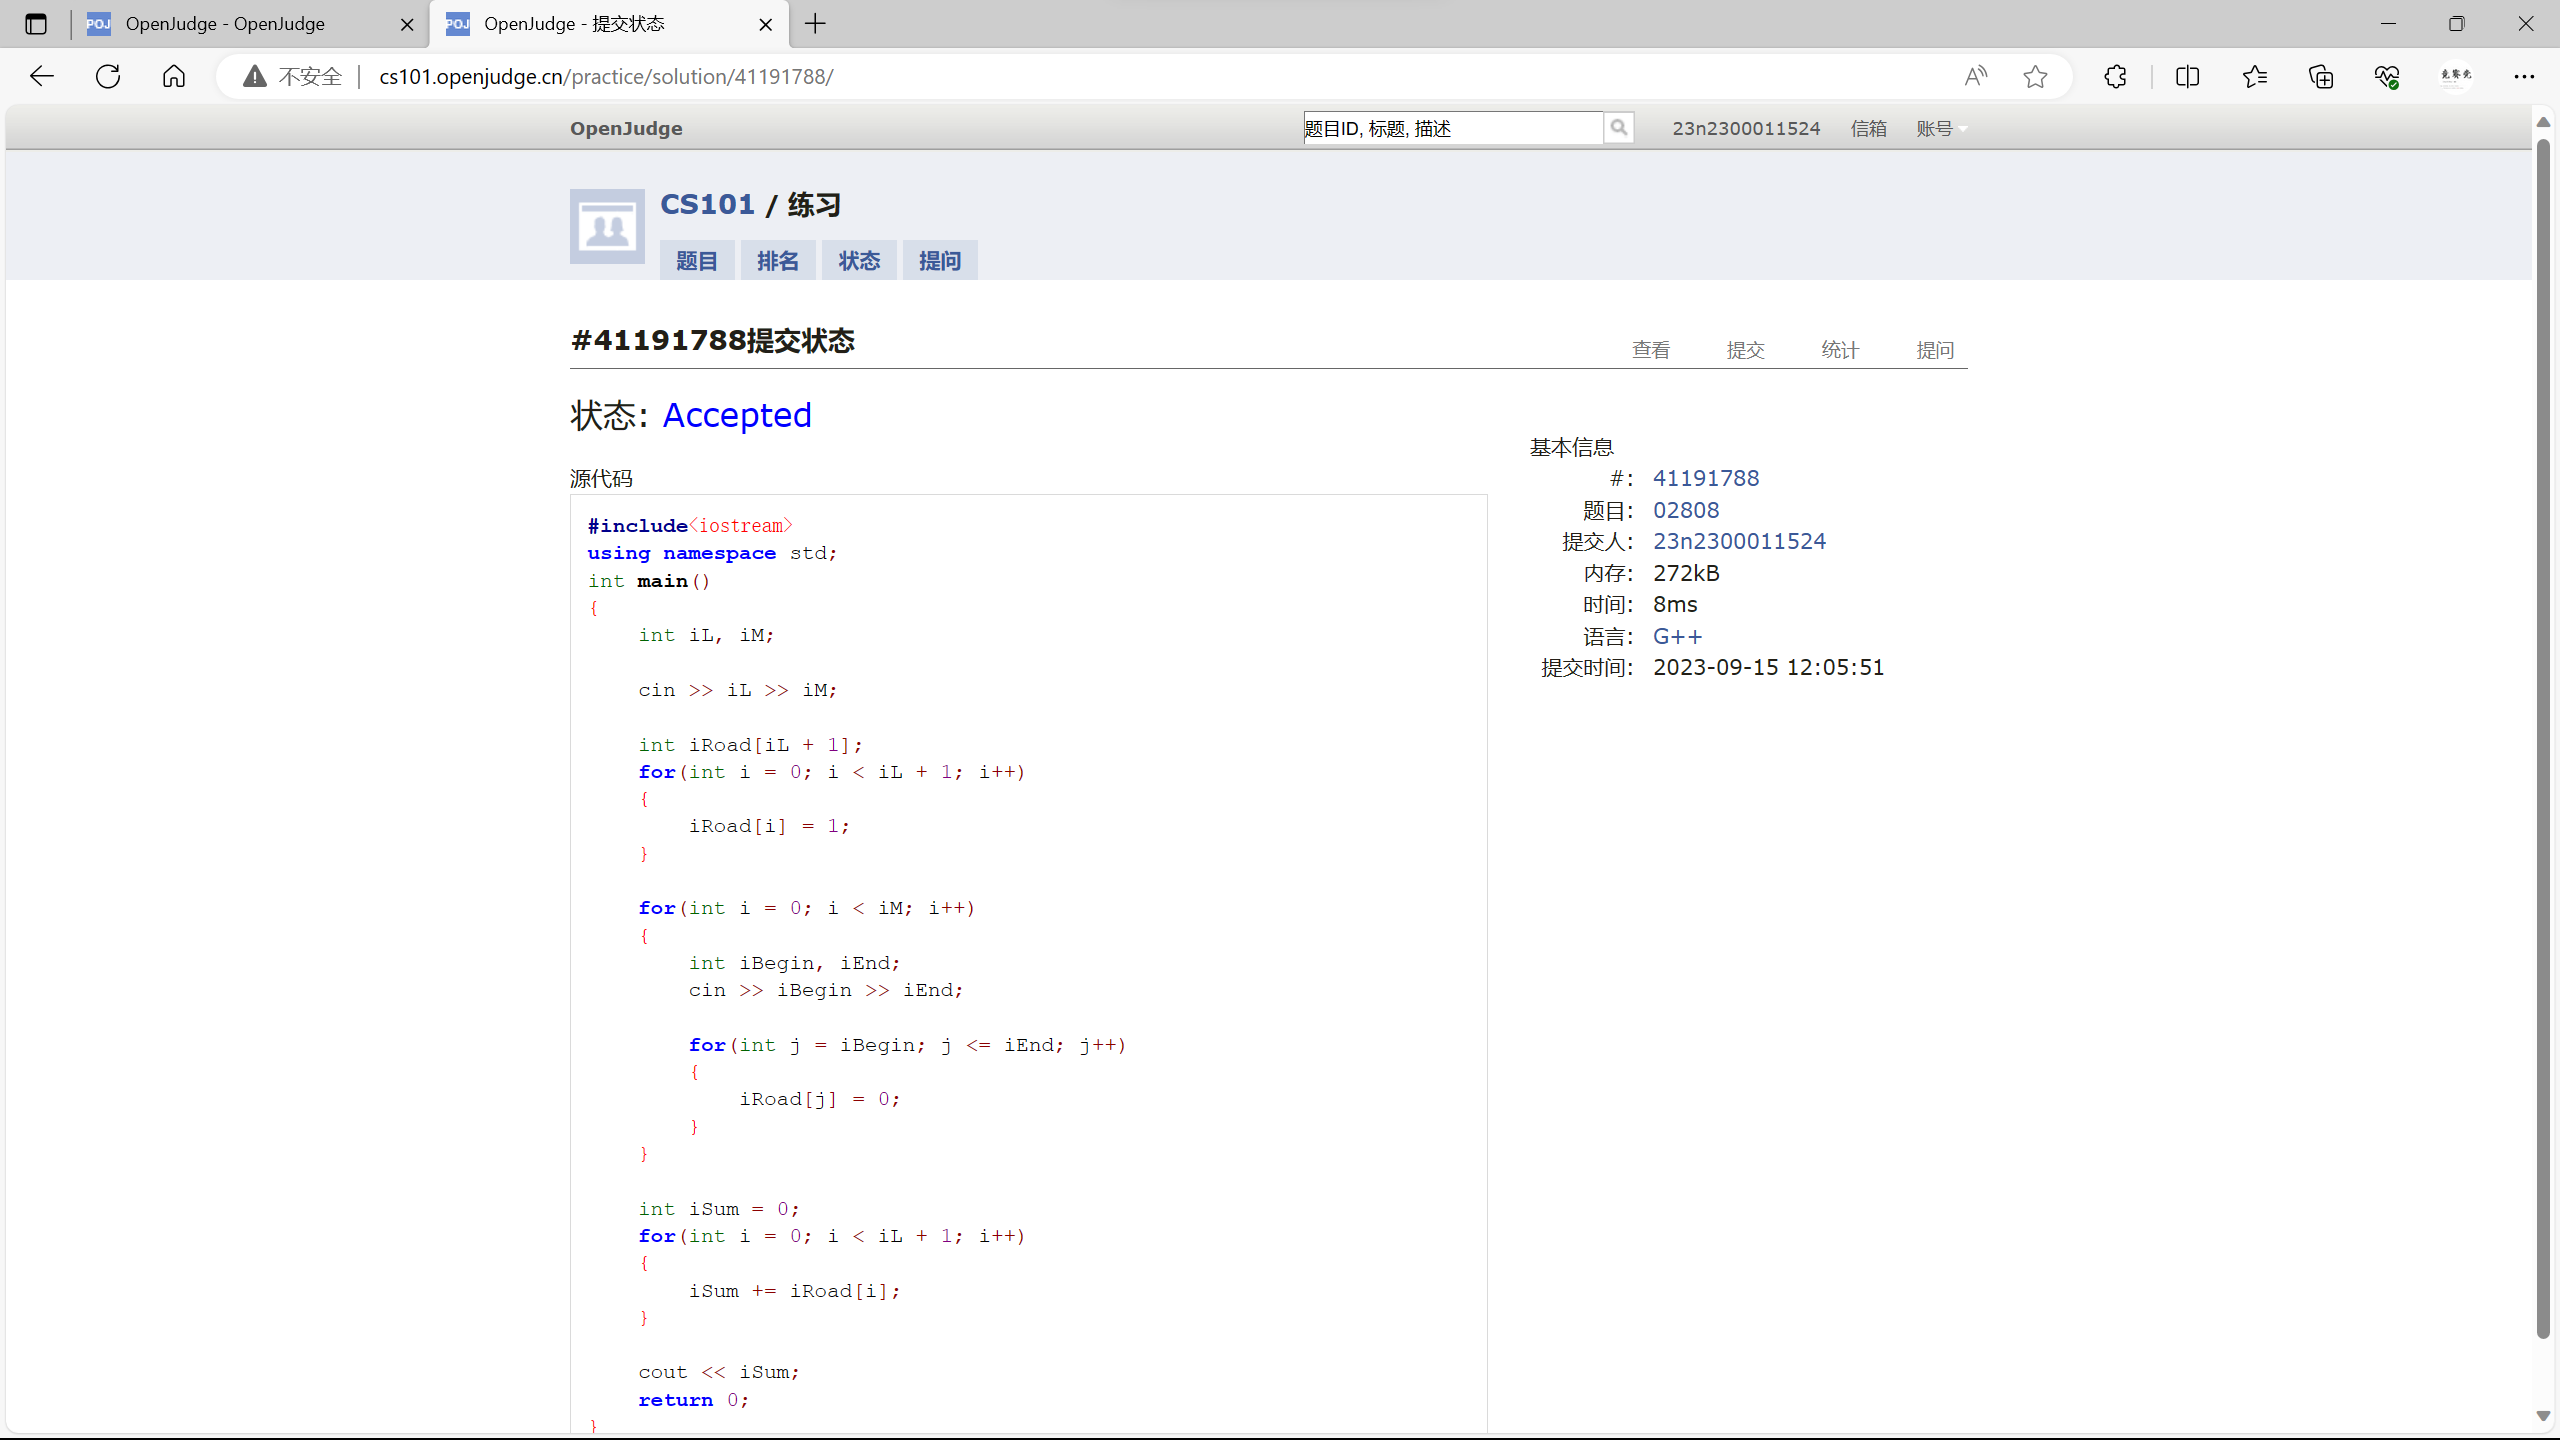 OpenJudge - OpenJudge
OpenJudge - 提交状态
不安全 cs101.openjudge.cn/practice/solution/41191788/
OpenJudge 题目ID, 标题, 描述 23n2300011524 信箱 账号
CS101 / 练习
题目 排名 状态 提问
#41191788提交状态 查看 提交 统计 提问
状态: Accepted
源代码
#include<iostream>
using namespace std;
int main()
{
    int iL, iM;

    cin >> iL >> iM;

    int iRoad[iL + 1];
    for(int i = 0; i < iL + 1; i++)
    {
        iRoad[i] = 1;
    }

    for(int i = 0; i < iM; i++)
    {
        int iBegin, iEnd;
        cin >> iBegin >> iEnd;

        for(int j = iBegin; j <= iEnd; j++)
        {
            iRoad[j] = 0;
        }
    }

    int iSum = 0;
    for(int i = 0; i < iL + 1; i++)
    {
        iSum += iRoad[i];
    }

    cout << iSum;
    return 0;
}
基本信息
#: 41191788
题目: 02808
提交人: 23n2300011524
内存: 272kB
时间: 8ms
语言: G++
提交时间: 2023-09-15 12:05:51